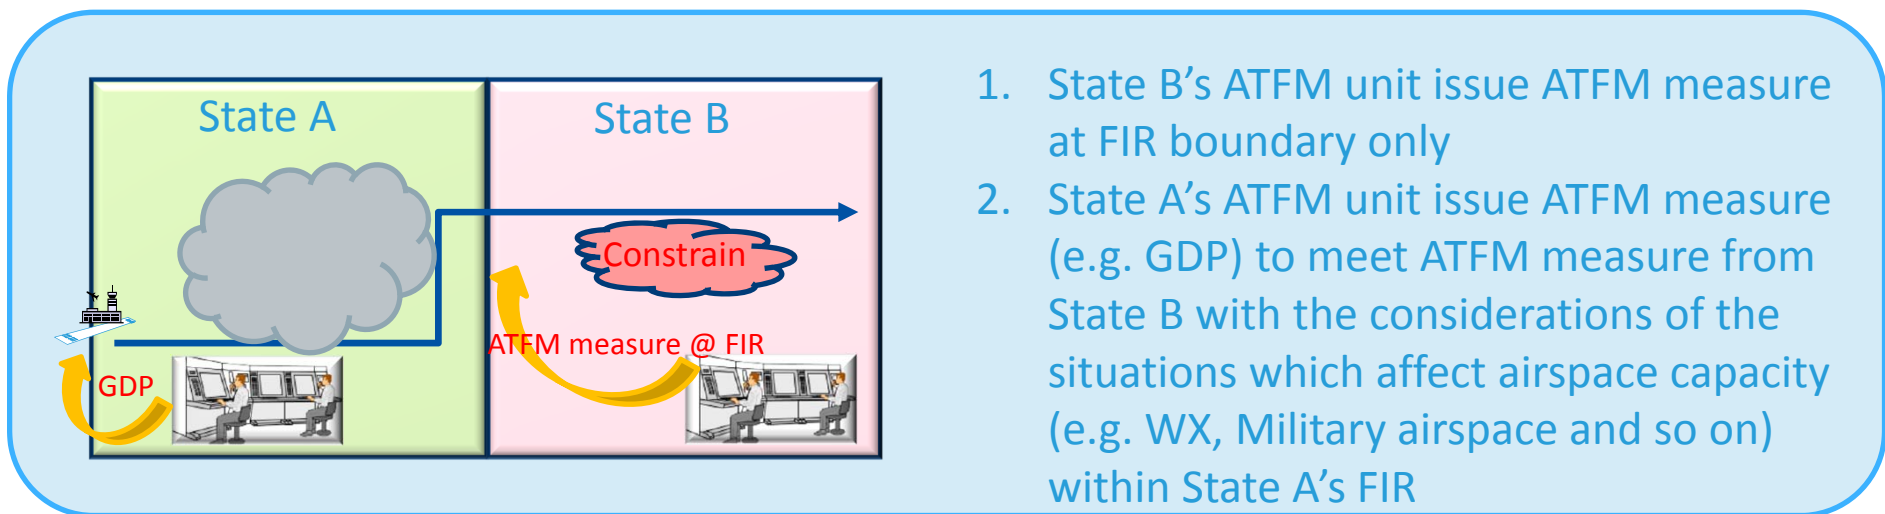 State A
State B
Constrain
ATFM measure @ FIR
GDP
1. State B’s ATFM unit issue ATFM measure
at FIR boundary only
2. State A’s ATFM unit issue ATFM measure
(e.g. GDP) to meet ATFM measure from
State B with the considerations of the
situations which affect airspace capacity
(e.g. WX, Military airspace and so on)
within State A’s FIR